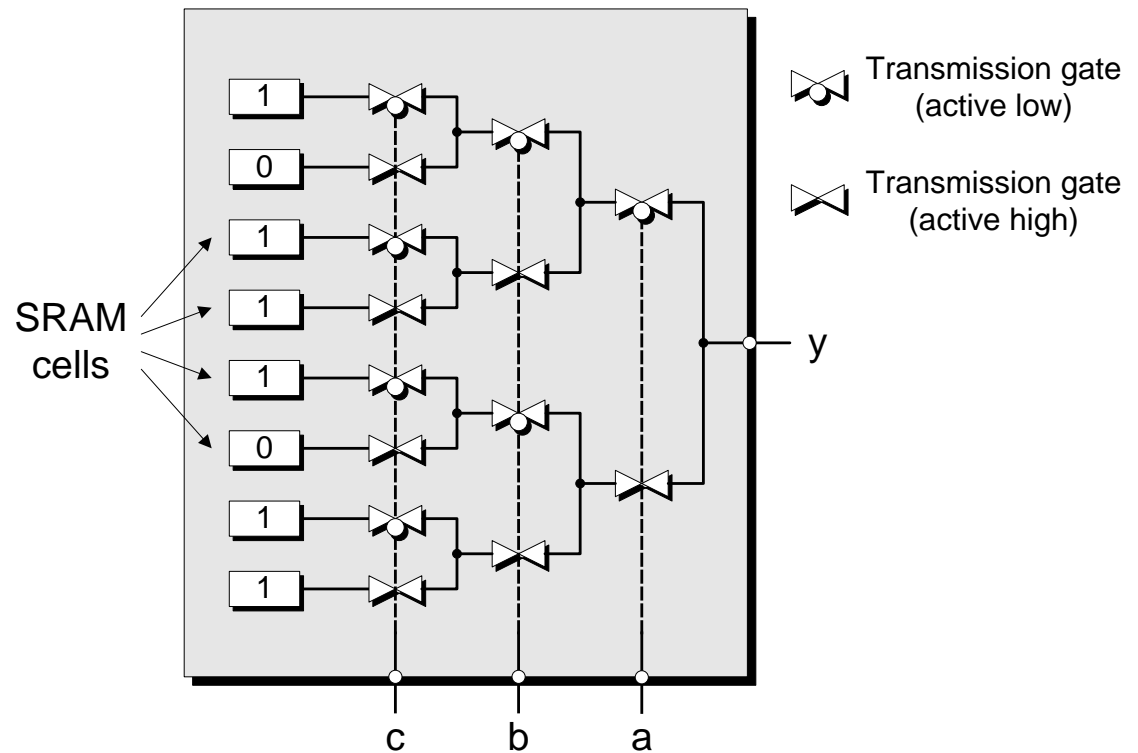 1
0
1
1
1
0
1
1
SRAM
cells
Transmission gate
(active low)
Transmission gate
(active high)
y
c b a